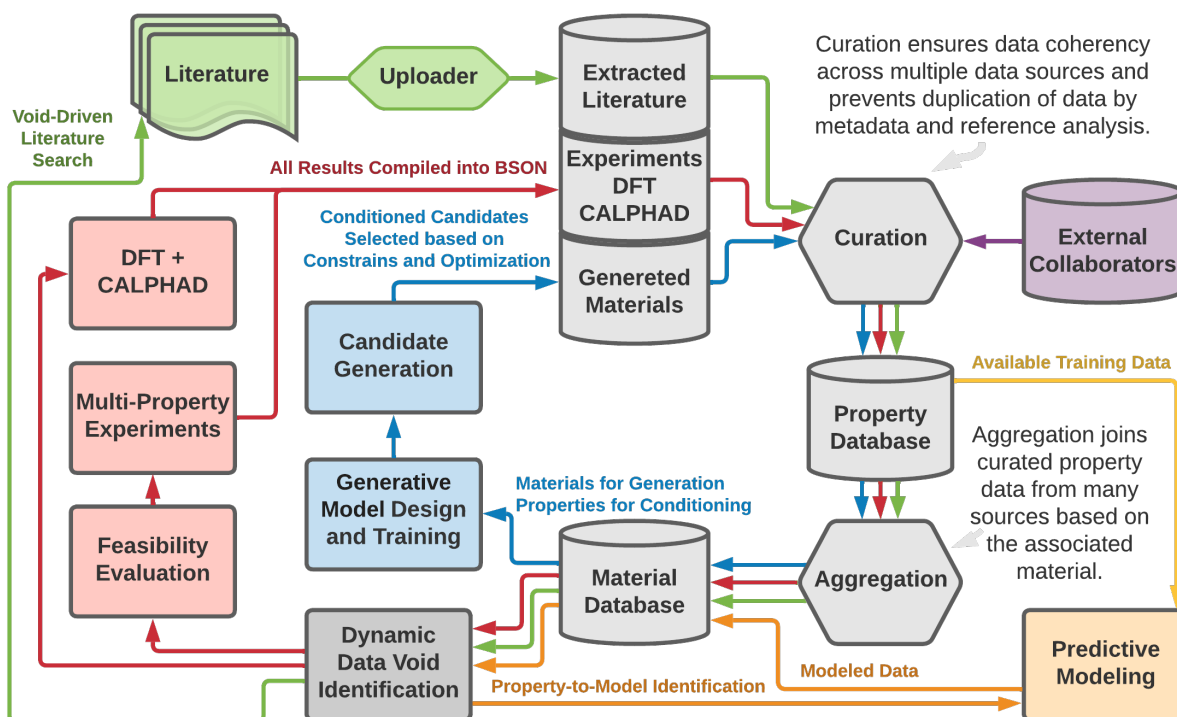 Literature
Uploader
Extracted
Literature
Curation ensures data coherency
across multiple data sources and
prevents duplication of data by
metadata and reference analysis.
Void-Driven
Literature
Search
All Results Compiled into BSON
Experiments
DFT
CALPHAD
Conditioned Candidates
Selected based on
Constrains and Optimization
DFT +
CALPHAD
Curation
External
Collaborators
Genereted
Materials
Candidate
Generation
Available Training Data
Multi-Property
Experiments
Property
Database
Aggregation joins
curated property
data from many
sources based on
the associated
material.
Generative
Model Design
and Training
Materials for Generation
Properties for Conditioning
Feasibility
Evaluation
Material
Database
Aggregation
Dynamic
Data Void
Identification
Predictive
Modeling
Modeled Data
Property-to-Model Identification